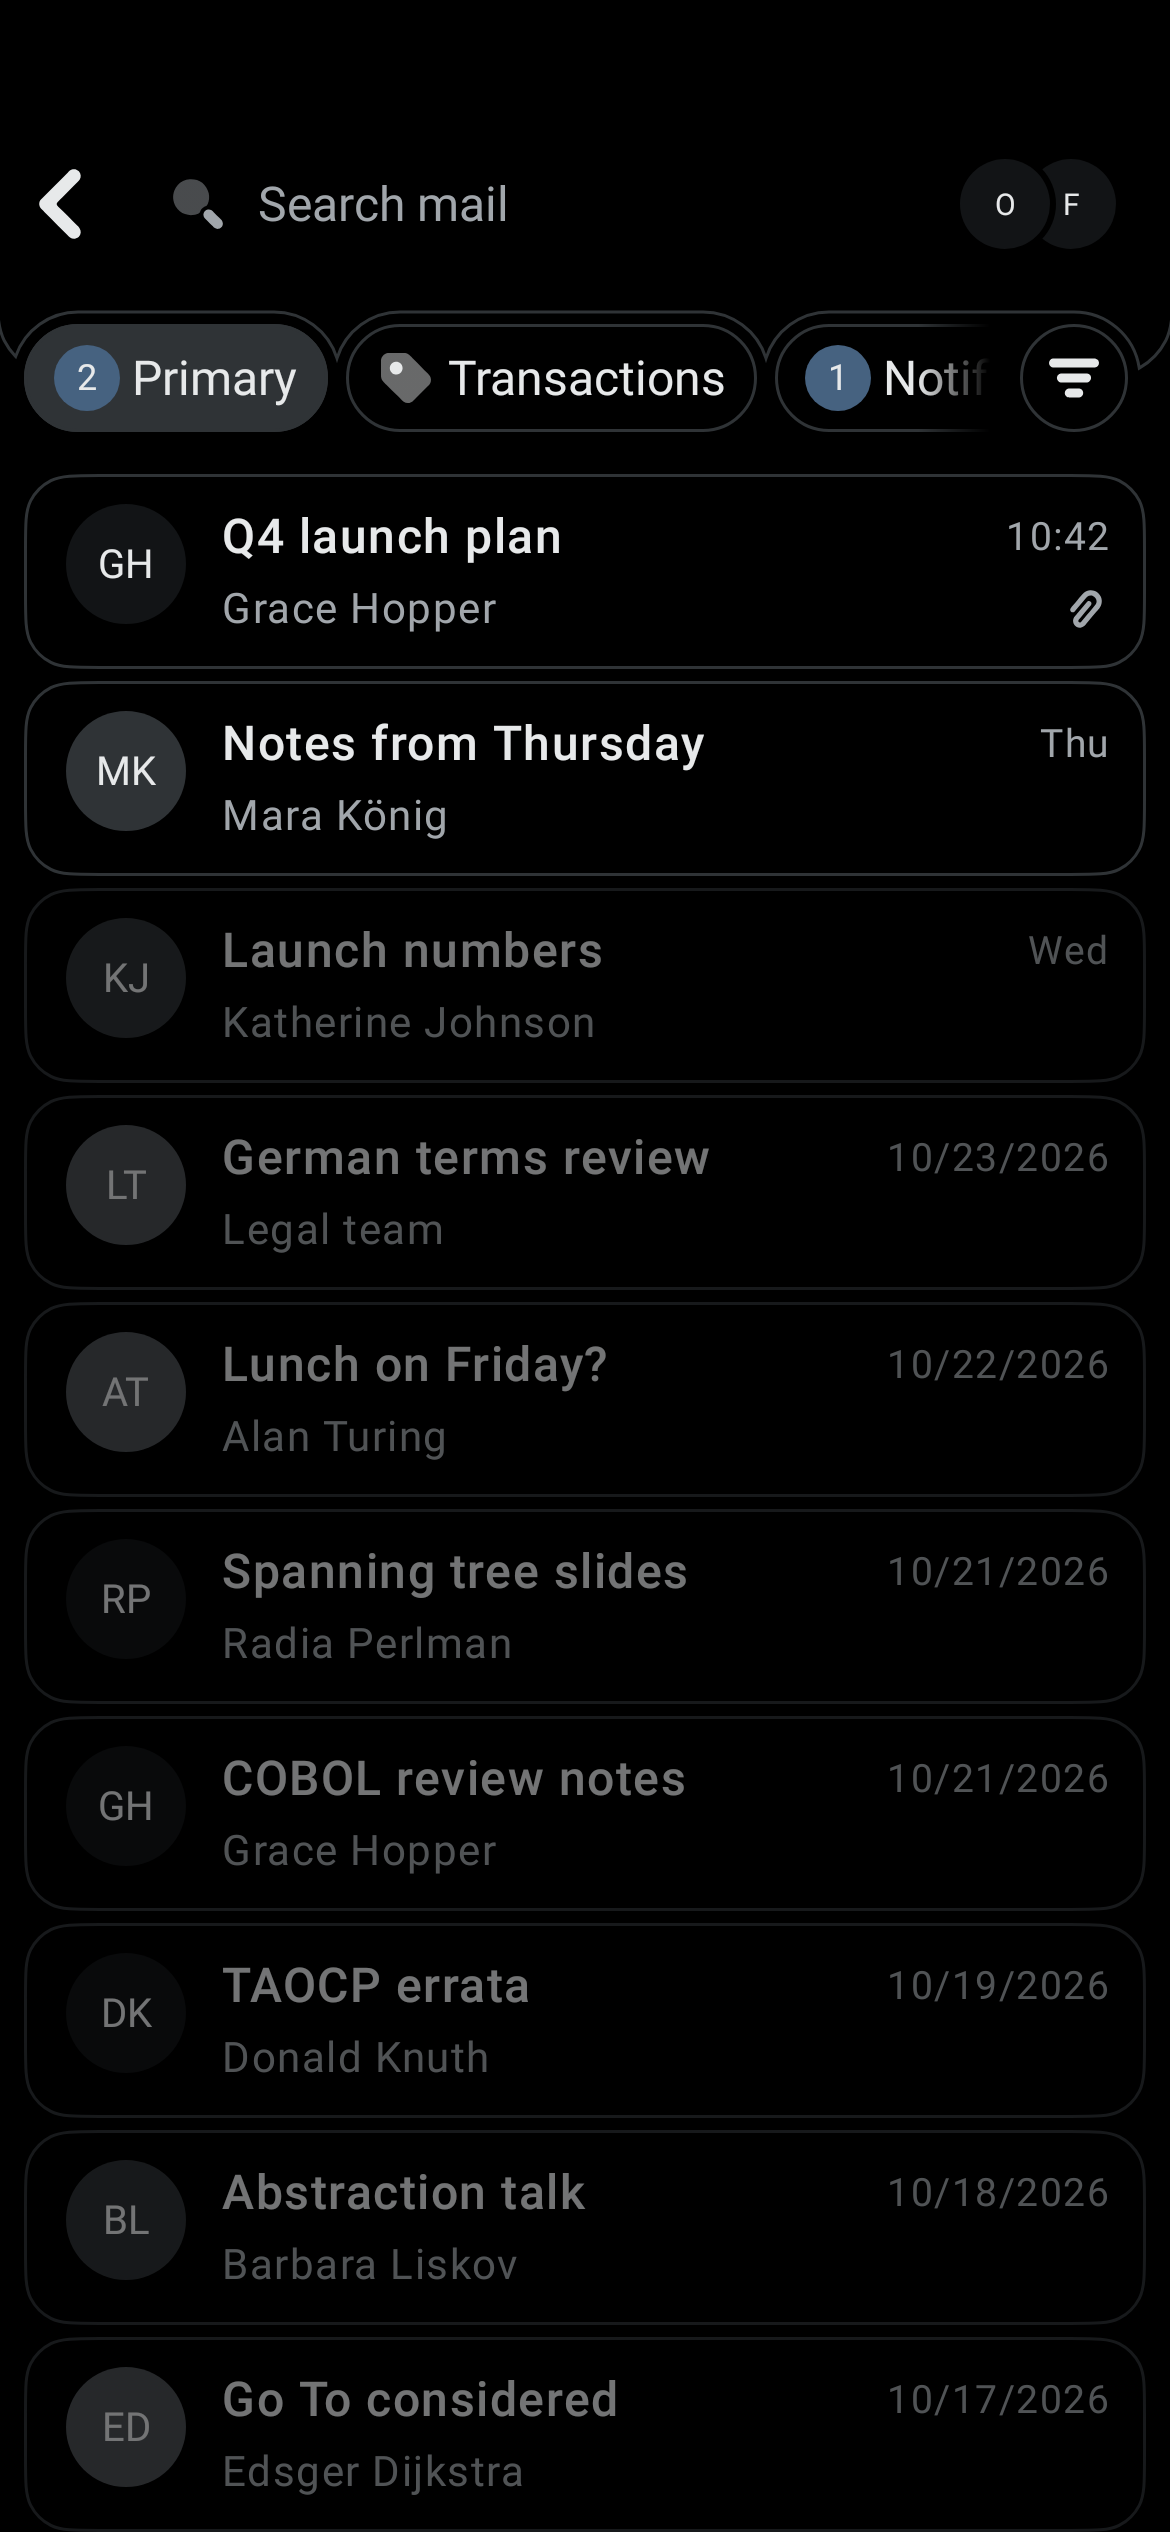 Search mail
O
F
2 Primary
Transactions
1 Notif
GH
Q4 launch plan
10:42
Grace Hopper
MK
Notes from Thursday
Thu
Mara König
KJ
Launch numbers
Wed
Katherine Johnson
LT
German terms review
10/23/2026
Legal team
AT
Lunch on Friday?
10/22/2026
Alan Turing
RP
Spanning tree slides
10/21/2026
Radia Perlman
GH
COBOL review notes
10/21/2026
Grace Hopper
DK
TAOCP errata
10/19/2026
Donald Knuth
BL
Abstraction talk
10/18/2026
Barbara Liskov
ED
Go To considered
10/17/2026
Edsger Dijkstra